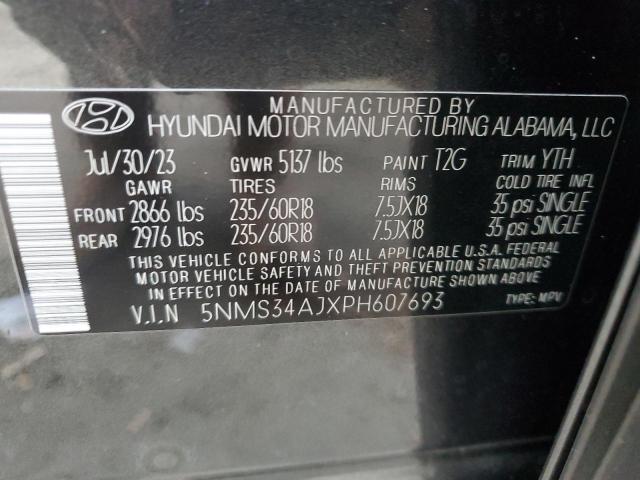 MANUFACTURED BY
HYUNDAI MOTOR MANUFACTURING ALABAMA, LLC
Jul/30/23 GVWR 5137 lbs PAINT T2G TRIM YTH
GAWR TIRES RIMS COLD TIRE INFL
FRONT 2866 lbs 235/60R18 7.5JX18 35 psi SINGLE
REAR 2976 lbs 235/60R18 7.5JX18 35 psi SINGLE
THIS VEHICLE CONFORMS TO ALL APPLICABLE U.S.A. FEDERAL
MOTOR VEHICLE SAFETY AND THEFT PREVENTION STANDARDS
IN EFFECT ON THE DATE OF MANUFACTURE SHOWN ABOVE.
V.I.N 5NMS34AJXPH607693 TYPE: MPV